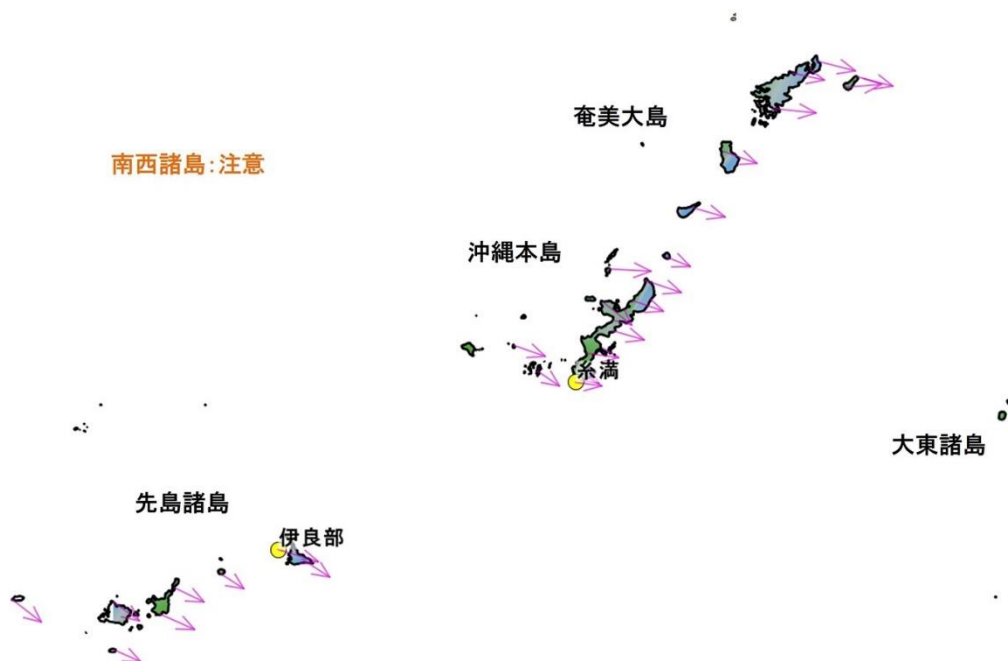 奄美大島
南西諸島:注意
沖縄本島
糸満
大東諸島
先島諸島
伊良部